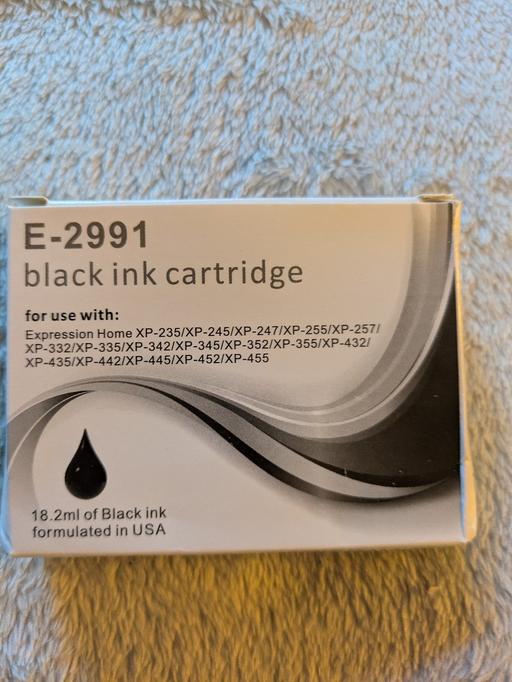 E-2991
black ink cartridge
for use with:
Expression Home XP-235/XP-245/XP-247/XP-255/XP-257/
XP-332/XP-335/XP-342/XP-345/XP-352/XP-355/XP-432/
XP-435/XP-442/XP-445/XP-452/XP-455
18.2ml of Black ink
formulated in USA